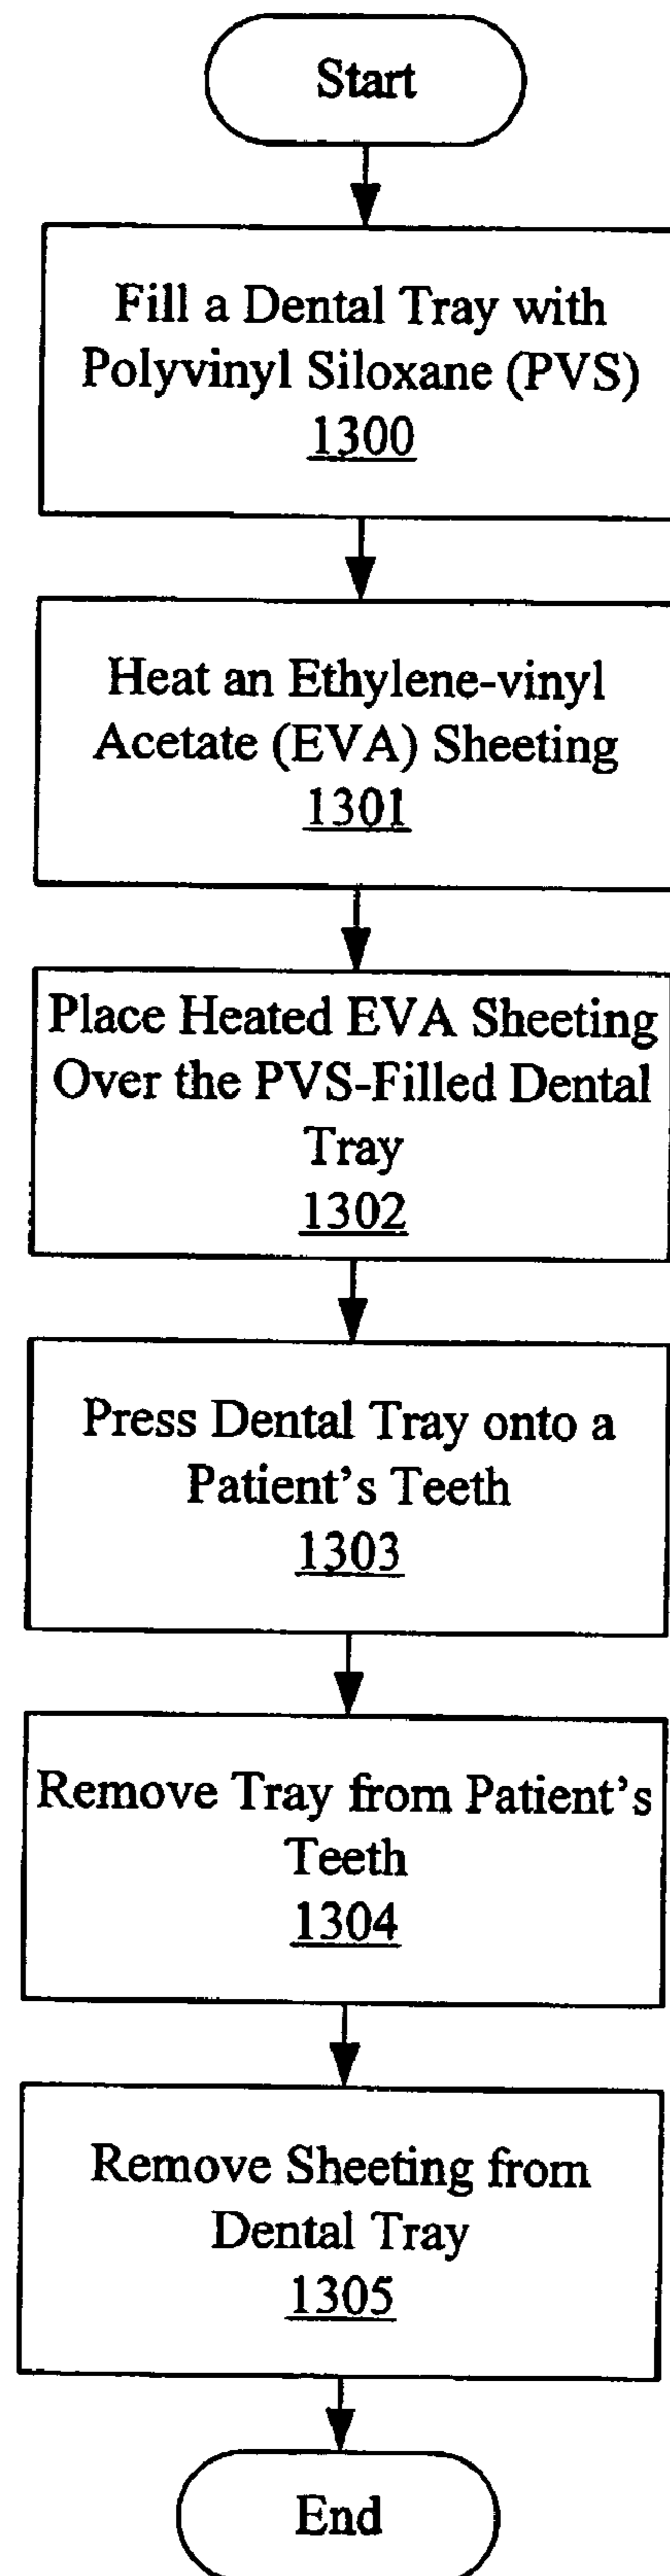 Start
Fill a Dental Tray with
Polyvinyl Siloxane (PVS)
1300
Heat an Ethylene-vinyl
Acetate (EVA) Sheeting
1301
Place Heated EVA Sheeting
Over the PVS-Filled Dental
Tray
1302
Press Dental Tray onto a
Patient's Teeth
1303
Remove Tray from Patient's
Teeth
1304
Remove Sheeting from
Dental Tray
1305
End